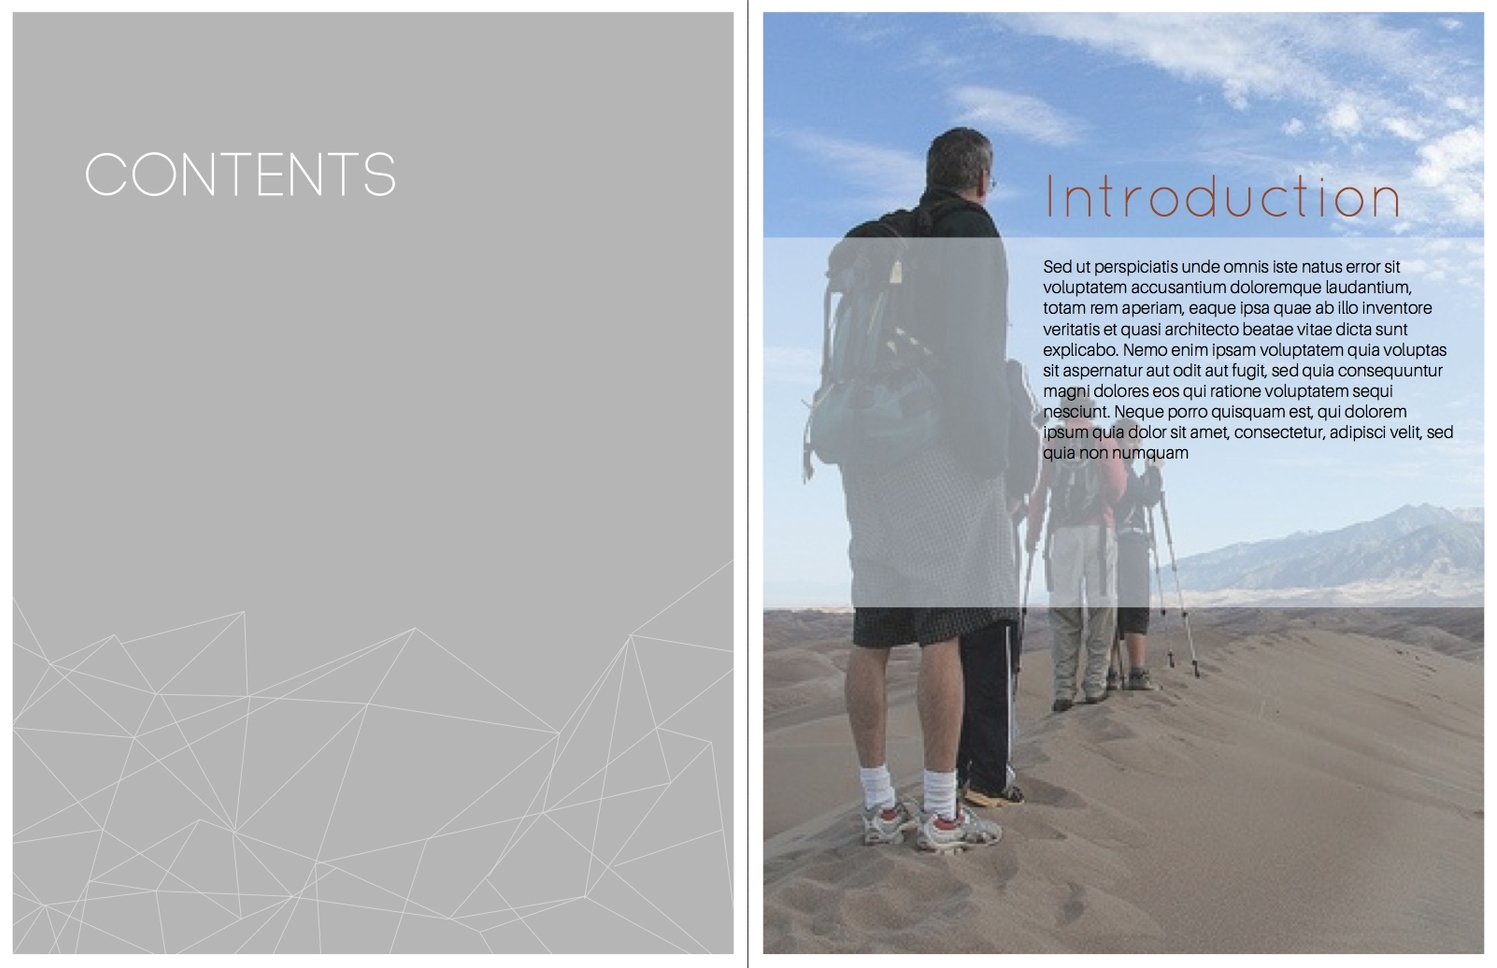 CONTENTS
Introduction
Sed ut perspiciatis unde omnis iste natus error sit
voluptatem accusantium doloremque laudantium,
totam rem aperiam, eaque ipsa quae ab illo inventore
veritatis et quasi architecto beatae vitae dicta sunt
explicabo. Nemo enim ipsam voluptatem quia voluptas
sit aspernatur aut odit aut fugit, sed quia consequuntur
magni dolores eos qui ratione voluptatem sequi
nesciunt. Neque porro quisquam est, qui dolorem
ipsum quia dolor sit amet, consectetur, adipisci velit, sed
quia non numquam